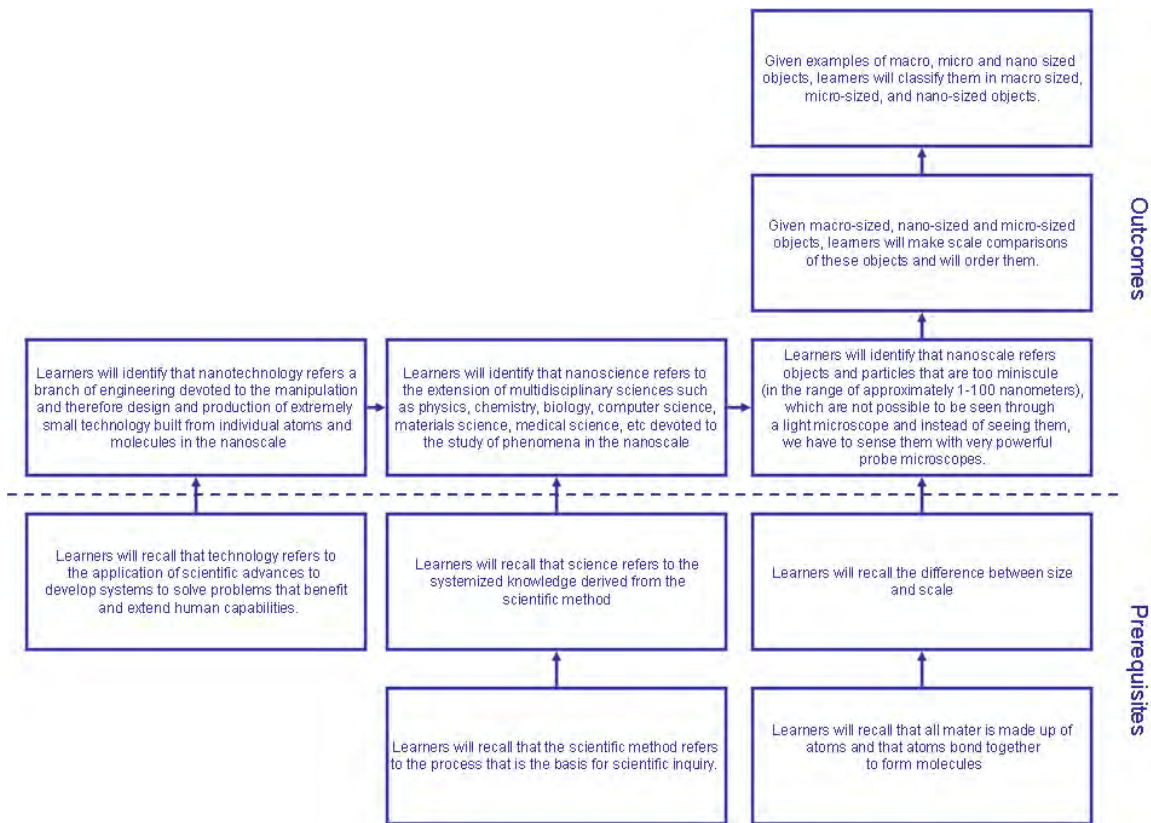 Given examples of macro, micro and nano sized
objects, learners will classify them in macro sized,
micro-sized, and nano-sized objects.
Outcomes
Given macro-sized, nano-sized and micro-sized
objects, learners will make scale comparisons
of these objects and will order them.
Learners will identify that nanotechnology refers a
branch of engineering devoted to the manipulation
and therefore design and production of extremely
small technology built from individual atoms and
molecules in the nanoscale
Learners will identify that nanoscience refers to
the extension of multidisciplinary sciences such
as physics, chemistry, biology, computer science,
materials science, medical science, etc devoted to
the study of phenomena in the nanoscale
Learners will identify that nanoscale refers
objects and particles that are too miniscule
(in the range of approximately 1-100 nanometers),
which are not possible to be seen through
a light microscope and instead of seeing them,
we have to sense them with very powerful
probe microscopes.
Learners will recall that technology refers to
the application of scientific advances to
develop systems to solve problems that benefit
and extend human capabilities.
Learners will recall that science refers to the
systemized knowledge derived from the
scientific method
Learners will recall the difference between size
and scale
Prerequisites
Learners will recall that the scientific method refers
to the process that is the basis for scientific inquiry.
Learners will recall that all mater is made up of
atoms and that atoms bond together
to form molecules